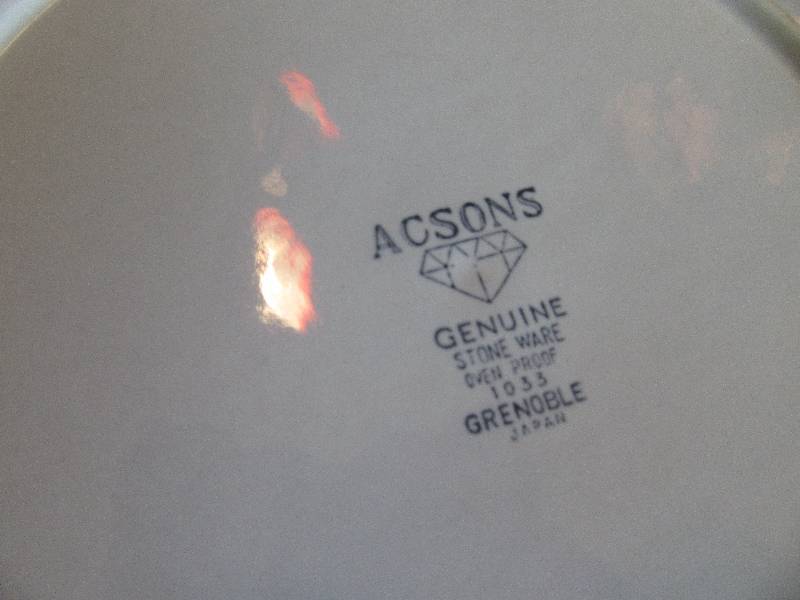 ACSONS
GENUINE
STONE WARE
OVEN PROOF
1033
GRENOBLE
JAPAN